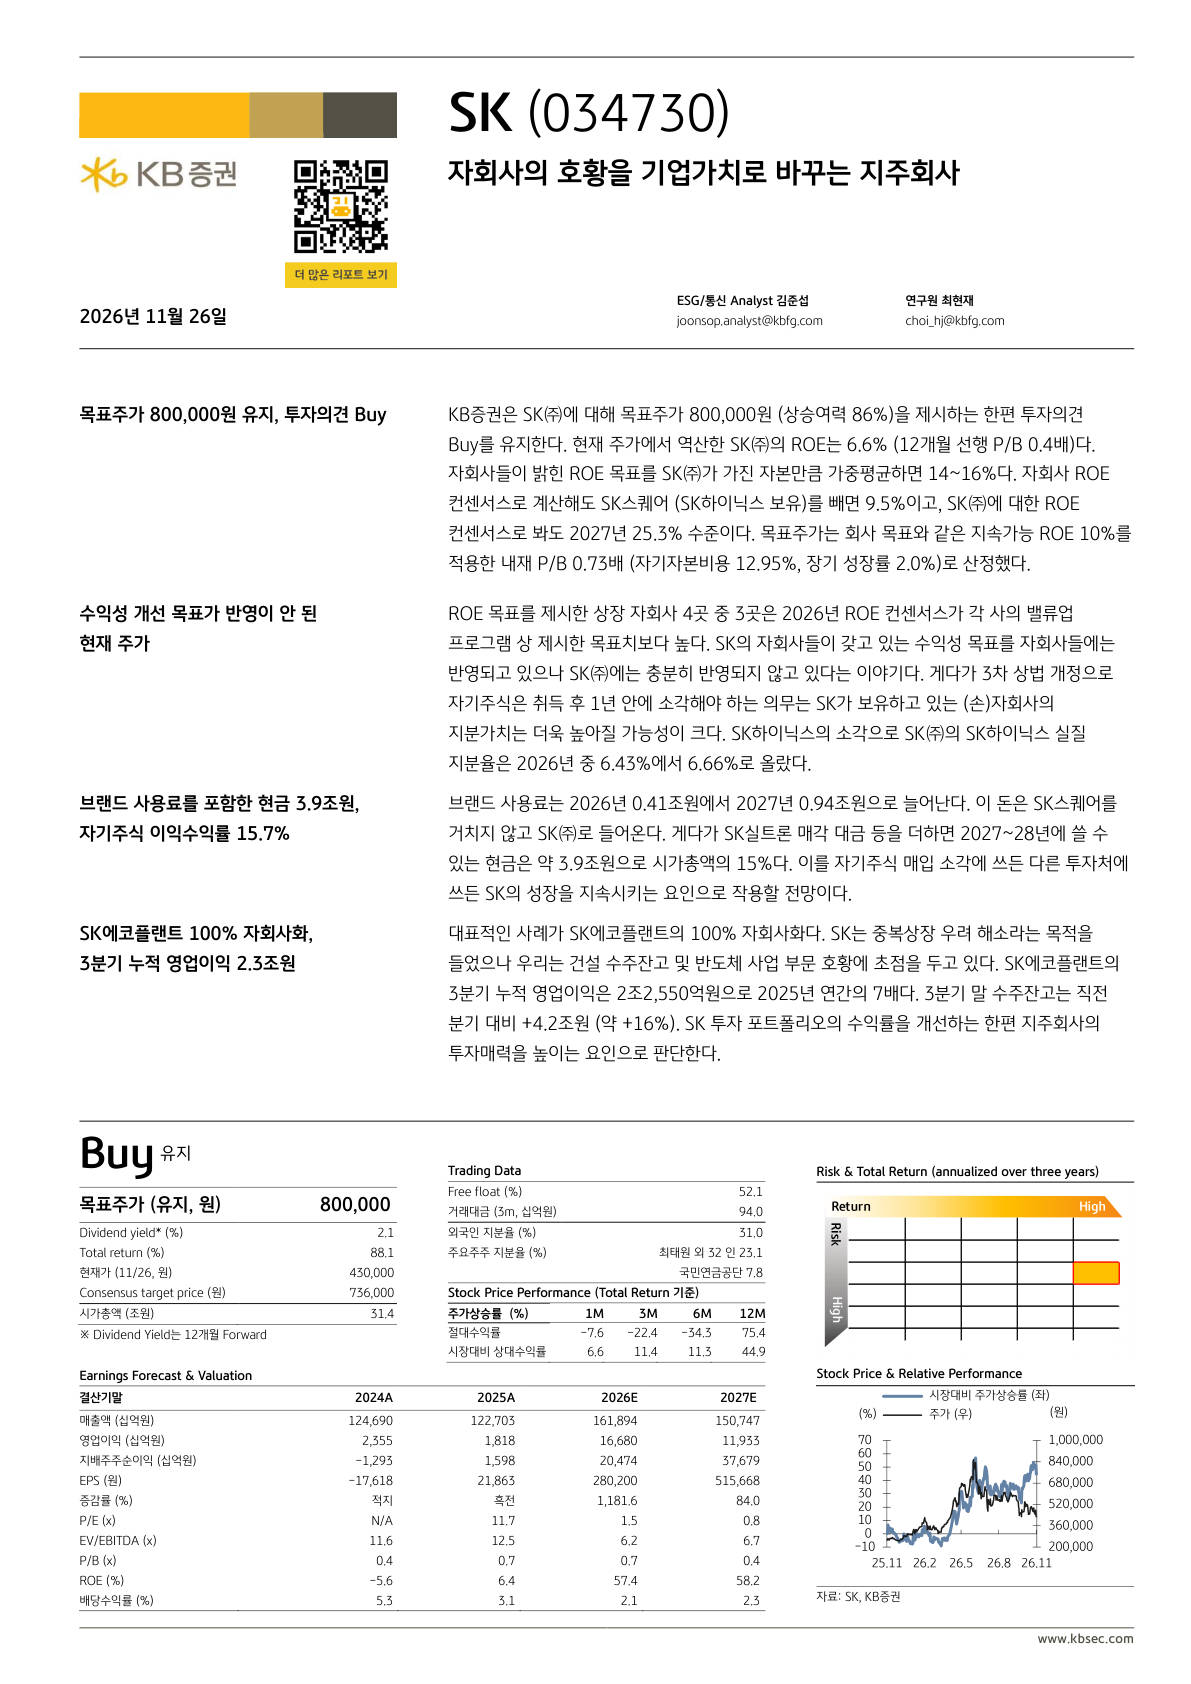 SK (034730)
자회사의 호황을 기업가치로 바꾸는 지주회사
KB증권
더 많은 리포트 보기
2026년 11월 26일
ESG/통신 Analyst 김준섭
joonsop.analyst@kbfg.com
연구원 최현재
choi_hj@kbfg.com
목표주가 800,000원 유지, 투자의견 Buy
KB증권은 SK㈜에 대해 목표주가 800,000원 (상승여력 86%)을 제시하는 한편 투자의견
Buy를 유지한다. 현재 주가에서 역산한 SK㈜의 ROE는 6.6% (12개월 선행 P/B 0.4배)다.
자회사들이 밝힌 ROE 목표를 SK㈜가 가진 자본만큼 가중평균하면 14~16%다. 자회사 ROE
컨센서스로 계산해도 SK스퀘어 (SK하이닉스 보유)를 빼면 9.5%이고, SK㈜에 대한 ROE
컨센서스로 봐도 2027년 25.3% 수준이다. 목표주가는 회사 목표와 같은 지속가능 ROE 10%를
적용한 내재 P/B 0.73배 (자기자본비용 12.95%, 장기 성장률 2.0%)로 산정했다.
수익성 개선 목표가 반영이 안 된
현재 주가
ROE 목표를 제시한 상장 자회사 4곳 중 3곳은 2026년 ROE 컨센서스가 각 사의 밸류업
프로그램 상 제시한 목표치보다 높다. SK의 자회사들이 갖고 있는 수익성 목표를 자회사들에는
반영되고 있으나 SK㈜에는 충분히 반영되지 않고 있다는 이야기다. 게다가 3차 상법 개정으로
자기주식은 취득 후 1년 안에 소각해야 하는 의무는 SK가 보유하고 있는 (손)자회사의
지분가치는 더욱 높아질 가능성이 크다. SK하이닉스의 소각으로 SK㈜의 SK하이닉스 실질
지분율은 2026년 중 6.43%에서 6.66%로 올랐다.
브랜드 사용료를 포함한 현금 3.9조원,
자기주식 이익수익률 15.7%
브랜드 사용료는 2026년 0.41조원에서 2027년 0.94조원으로 늘어난다. 이 돈은 SK스퀘어를
거치지 않고 SK㈜로 들어온다. 게다가 SK실트론 매각 대금 등을 더하면 2027~28년에 쓸 수
있는 현금은 약 3.9조원으로 시가총액의 15%다. 이를 자기주식 매입 소각에 쓰든 다른 투자처에
쓰든 SK의 성장을 지속시키는 요인으로 작용할 전망이다.
SK에코플랜트 100% 자회사화,
3분기 누적 영업이익 2.3조원
대표적인 사례가 SK에코플랜트의 100% 자회사화다. SK는 중복상장 우려 해소라는 목적을
들었으나 우리는 건설 수주잔고 및 반도체 사업 부문 호황에 초점을 두고 있다. SK에코플랜트의
3분기 누적 영업이익은 2조2,550억원으로 2025년 연간의 7배다. 3분기 말 수주잔고는 직전
분기 대비 +4.2조원 (약 +16%). SK 투자 포트폴리오의 수익률을 개선하는 한편 지주회사의
투자매력을 높이는 요인으로 판단한다.
Buy 유지
목표주가 (유지, 원) 800,000
Dividend yield* (%) 2.1
Total return (%) 88.1
현재가 (11/26, 원) 430,000
Consensus target price (원) 736,000
시가총액 (조원) 31.4
※ Dividend Yield는 12개월 Forward
Trading Data
Free float (%) 52.1
거래대금 (3m, 십억원) 94.0
외국인 지분율 (%) 31.0
주요주주 지분율 (%) 최태원 외 32 인 23.1
국민연금공단 7.8
Stock Price Performance (Total Return 기준)
주가상승률 (%) 1M 3M 6M 12M
절대수익률 -7.6 -22.4 -34.3 75.4
시장대비 상대수익률 6.6 11.4 11.3 44.9
Risk & Total Return (annualized over three years)
Return High
Risk
High
Earnings Forecast & Valuation
결산기말 2024A 2025A 2026E 2027E
매출액 (십억원) 124,690 122,703 161,894 150,747
영업이익 (십억원) 2,355 1,818 16,680 11,933
지배주주순이익 (십억원) -1,293 1,598 20,474 37,679
EPS (원) -17,618 21,863 280,200 515,668
증감률 (%) 적지 흑전 1,181.6 84.0
P/E (x) N/A 11.7 1.5 0.8
EV/EBITDA (x) 11.6 12.5 6.2 6.7
P/B (x) 0.4 0.7 0.7 0.4
ROE (%) -5.6 6.4 57.4 58.2
배당수익률 (%) 5.3 3.1 2.1 2.3
Stock Price & Relative Performance
시장대비 주가상승률 (좌)
(%) 주가 (우) (원)
70 1,000,000
60
50 840,000
40 680,000
30
20 520,000
10 360,000
0
-10 200,000
25.11 26.2 26.5 26.8 26.11
자료: SK, KB증권
www.kbsec.com